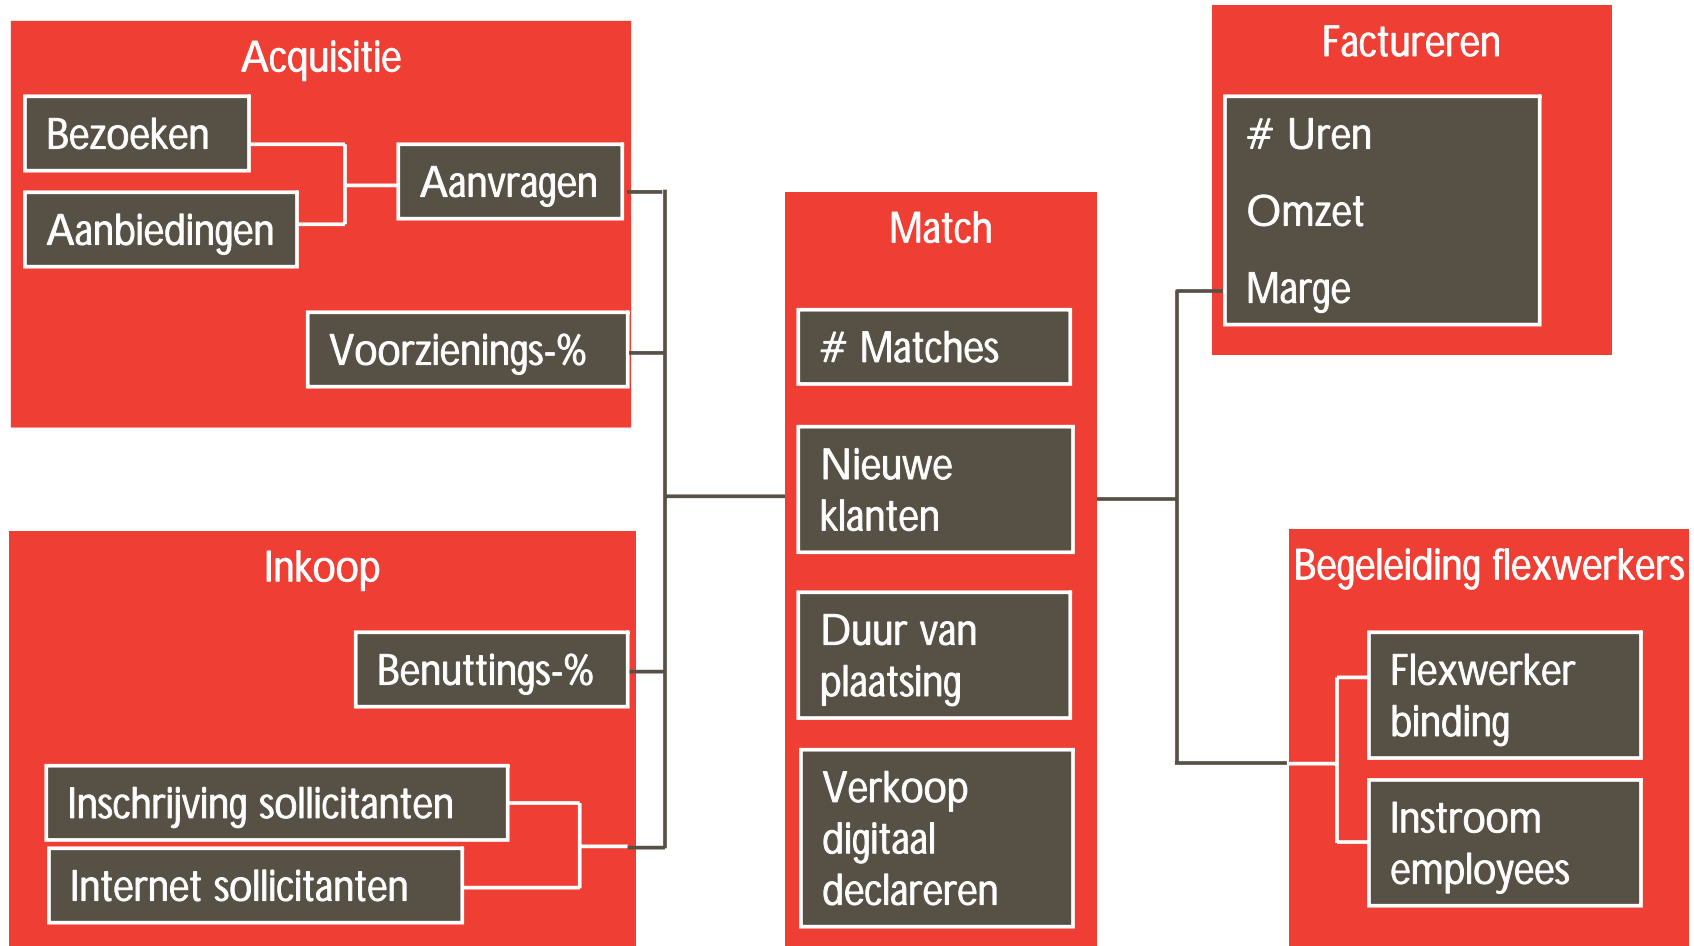 Acquisitie
Bezoeken
Aanbiedingen
Aanvragen
Voorzienings-%
Inkoop
Benuttings-%
Inschrijving sollicitanten
Internet sollicitanten
Match
# Matches
Nieuwe
klanten
Duur van
plaatsing
Verkoop
digitaal
declareren
Factureren
# Uren
Omzet
Marge
Begeleiding flexwerkers
Flexwerker
binding
Instroom
employees